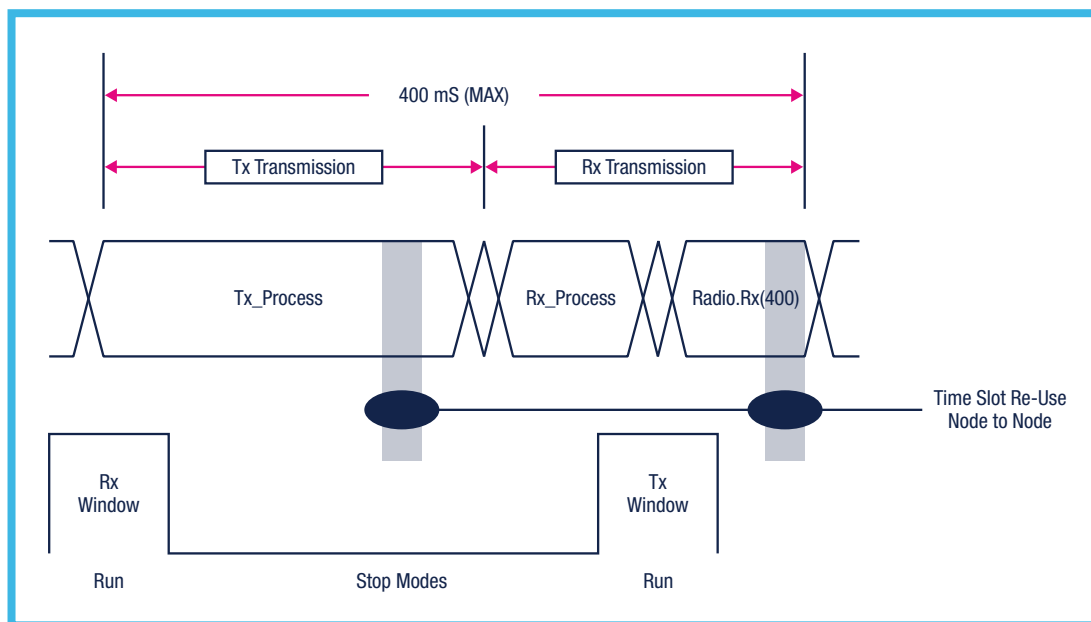 400 mS (MAX)
Tx Transmission
Rx Transmission
Tx_Process
Rx_Process
Radio.Rx(400)
Time Slot Re-Use
Node to Node
Rx
Window
Tx
Window
Run
Stop Modes
Run